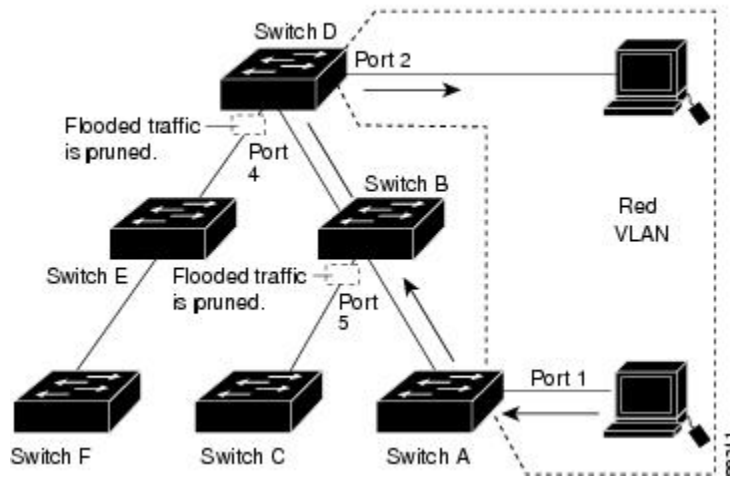 Switch D
Port 2
Flooded traffic
is pruned.
Port
4
Switch B
Red
VLAN
Switch E
Flooded traffic
is pruned.
Port
5
Port 1
Switch F
Switch C
Switch A